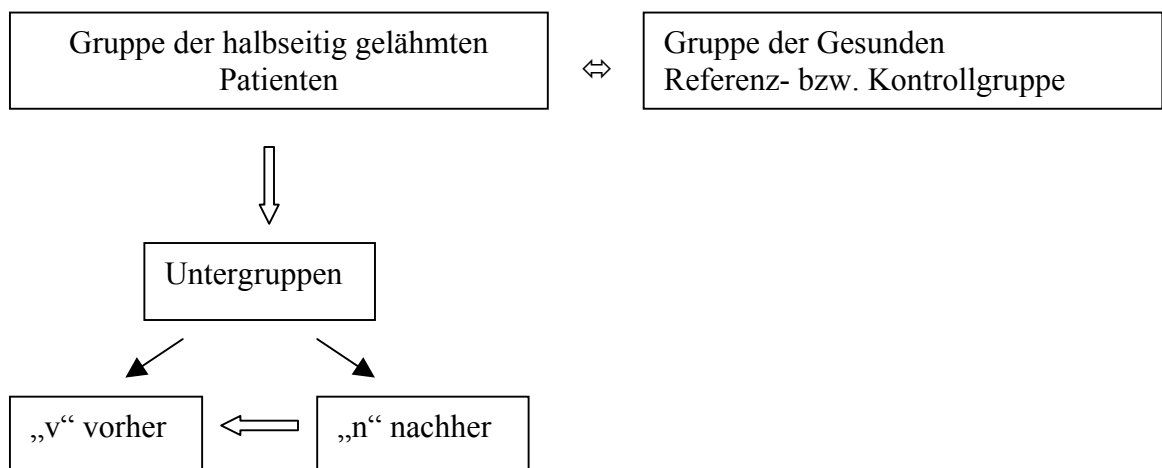 Gruppe der halbseitig gelähmten
Patienten
⇔
Gruppe der Gesunden
Referenz- bzw. Kontrollgruppe
Untergruppen
„v“ vorher
„n“ nachher